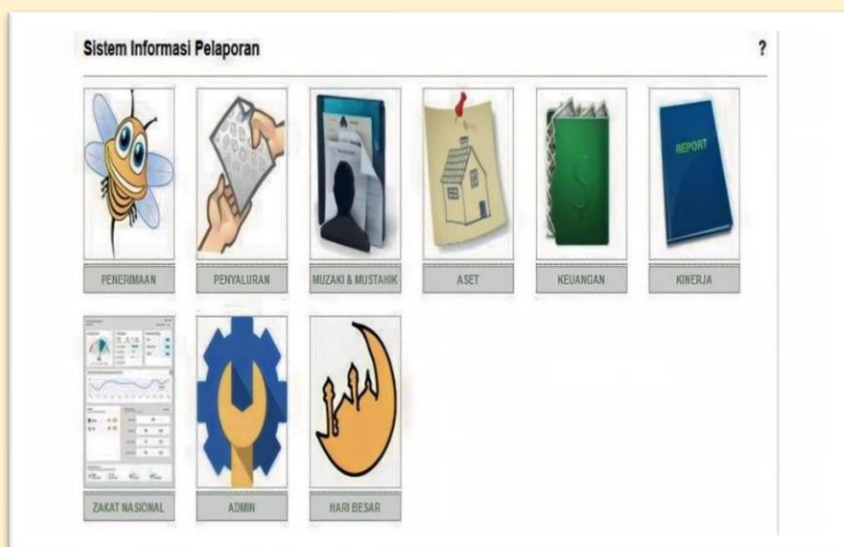 Sistem Informasi Pelaporan ?
REPORT
PENERIMAAN PENYALURAN MUZAKI & MUSTAHIK ASET KEUANGAN KINERJA
ZAKAT NASIONAL ADMIN HARI BESAR